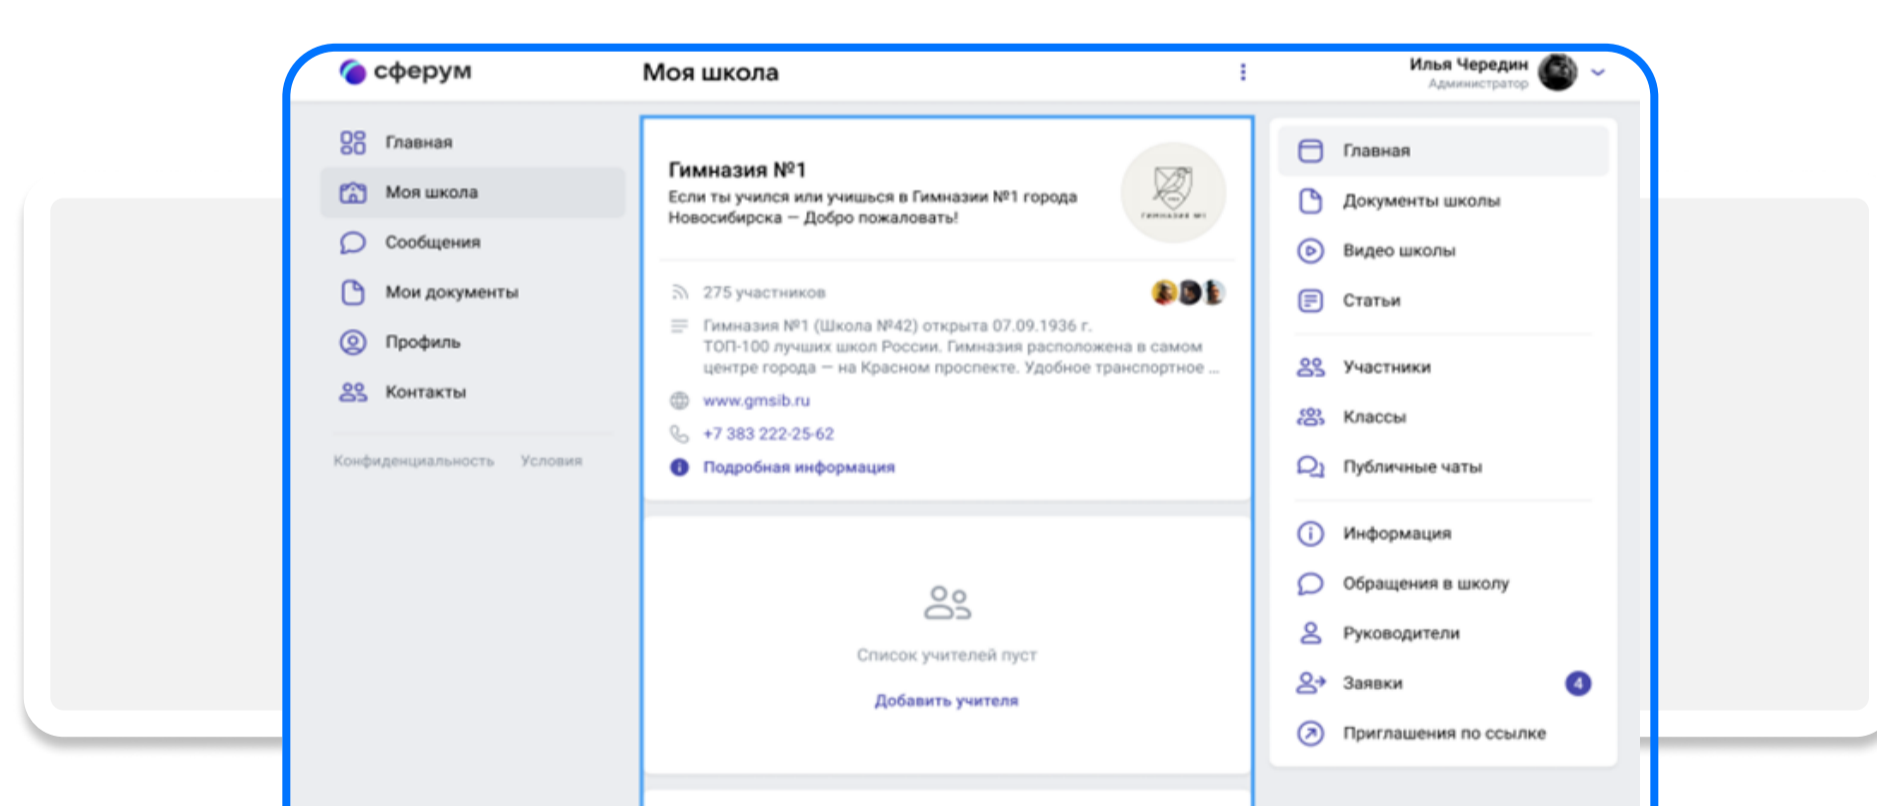 сферум
Моя школа
Илья Чередин
Администратор
Главная
Моя школа
Сообщения
Мои документы
Профиль
Контакты
Конфиденциальность Условия
Гимназия №1
Если ты учился или учишься в Гимназии №1 города
Новосибирска — Добро пожаловать!
ГИМНАЗИЯ №1
275 участников
Гимназия №1 (Школа №42) открыта 07.09.1936 г.
ТОП-100 лучших школ России. Гимназия расположена в самом
центре города — на Красном проспекте. Удобное транспортное ...
www.gmsib.ru
+7 383 222-25-62
Подробная информация
Список учителей пуст
Добавить учителя
Главная
Документы школы
Видео школы
Статьи
Участники
Классы
Публичные чаты
Информация
Обращения в школу
Руководители
Заявки 4
Приглашения по ссылке